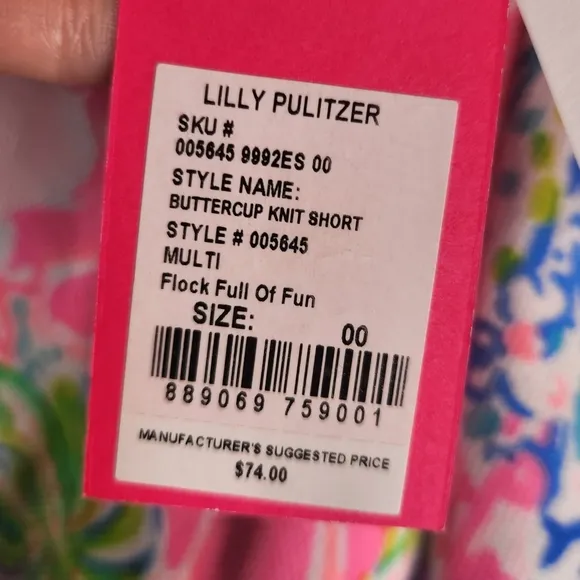 LILLY PULITZER
SKU #
005645 9992ES 00
STYLE NAME:
BUTTERCUP KNIT SHORT
STYLE # 005645
MULTI
Flock Full Of Fun
SIZE: 00
889069 759001
MANUFACTURER'S SUGGESTED PRICE
$74.00